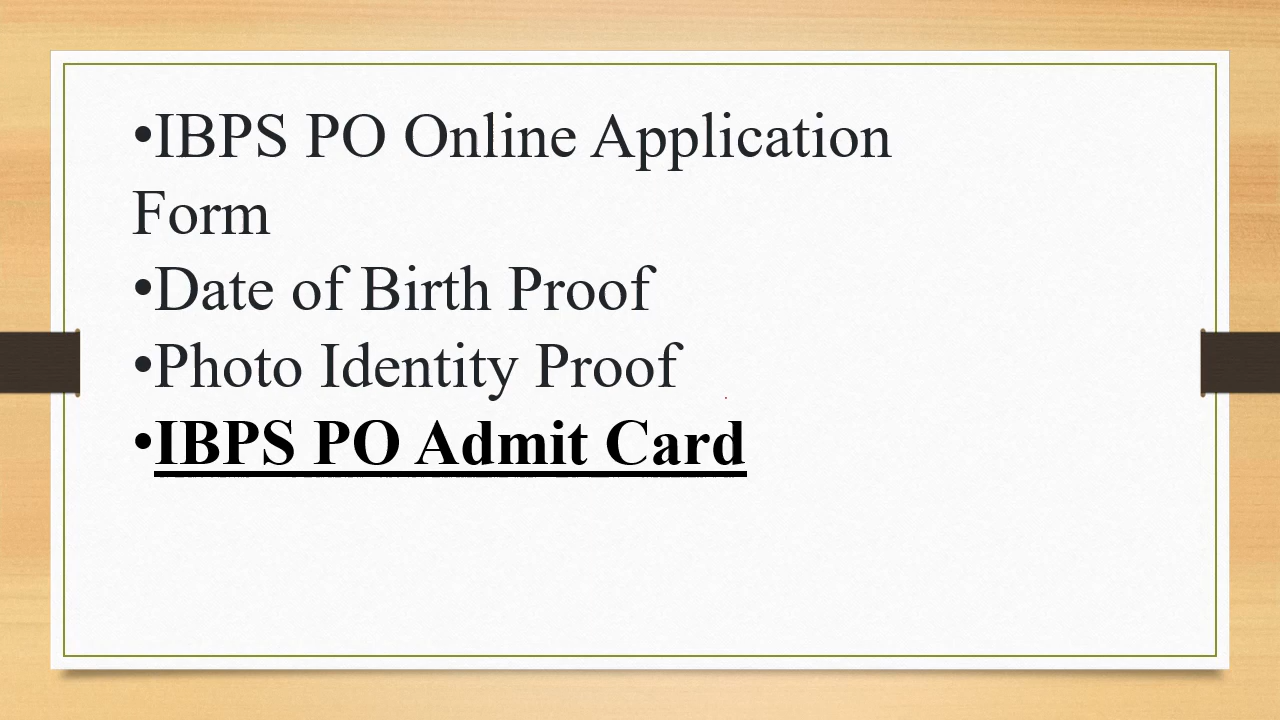 •IBPS PO Online Application
Form
•Date of Birth Proof
•Photo Identity Proof
•IBPS PO Admit Card